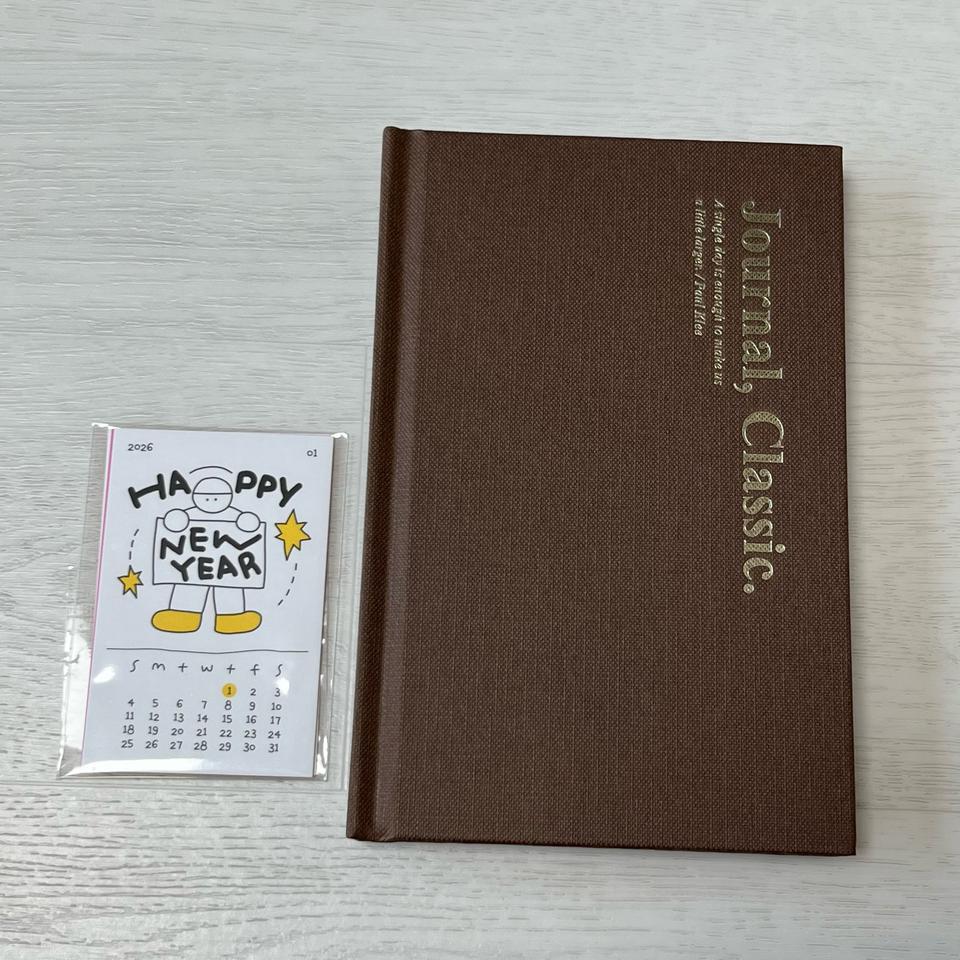 2026
01
HAPPY
NEW
YEAR
S m t w t f S
1 2 3
4 5 6 7 8 9 10
11 12 13 14 15 16 17
18 19 20 21 22 23 24
25 26 27 28 29 30 31
Journal, Classic.
A single day is enough to make us
a little larger. / Paul Klee